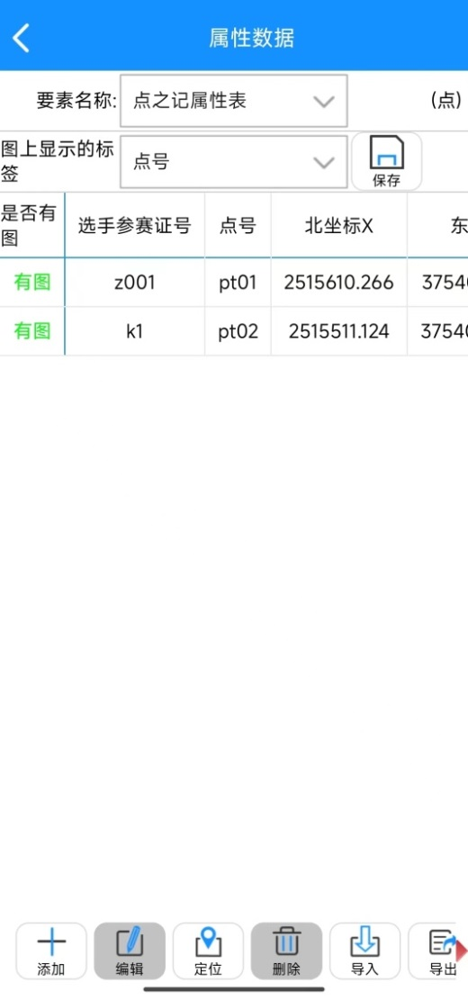 属性数据
要素名称: 点之记属性表 (点)
图上显示的标
签
点号
保存
是否有
图
选手参赛证号 点号 北坐标X 东
有图 z001 pt01 2515610.266 3754
有图 k1 pt02 2515511.124 3754
添加 编辑 定位 删除 导入 导出